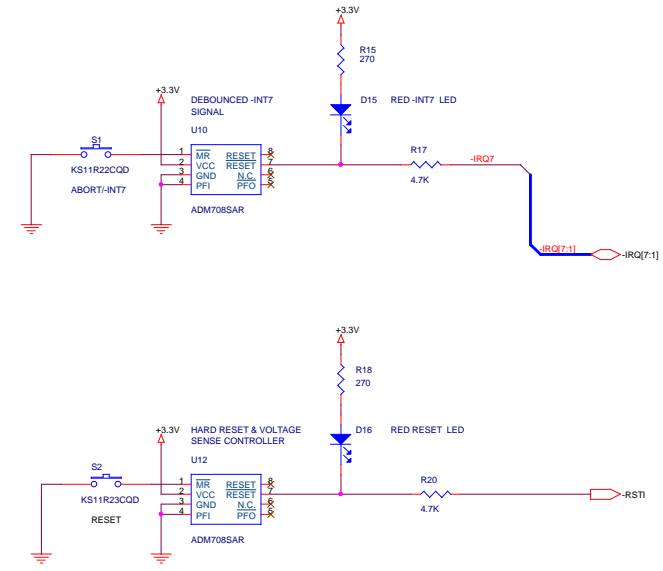 +3.3V
R15
270
+3.3V
DEBOUNCED -INT7
SIGNAL
D15 RED -INT7 LED
U10
S1
R17
1 MR RESET 8
2 VCC RESET 7
3 GND N.C. 6
4 PFI PFO 5
-IRQ7
KS11R22CQD
4.7K
ABORT/-INT7
ADM708SAR
-IRQ[7:1]
-IRQ[7:1]
+3.3V
R18
270
+3.3V
HARD RESET & VOLTAGE
SENSE CONTROLLER
D16 RED RESET LED
U12
S2
R20
1 MR RESET 8
2 VCC RESET 7
3 GND N.C. 6
4 PFI PFO 5
-RSTI
KS11R23CQD
4.7K
RESET
ADM708SAR